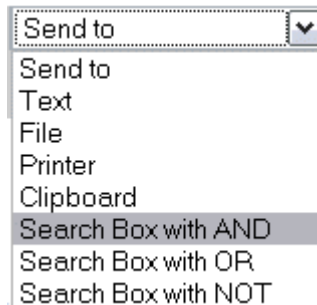 Send to
Send to
Text
File
Printer
Clipboard
Search Box with AND
Search Box with OR
Search Box with NOT